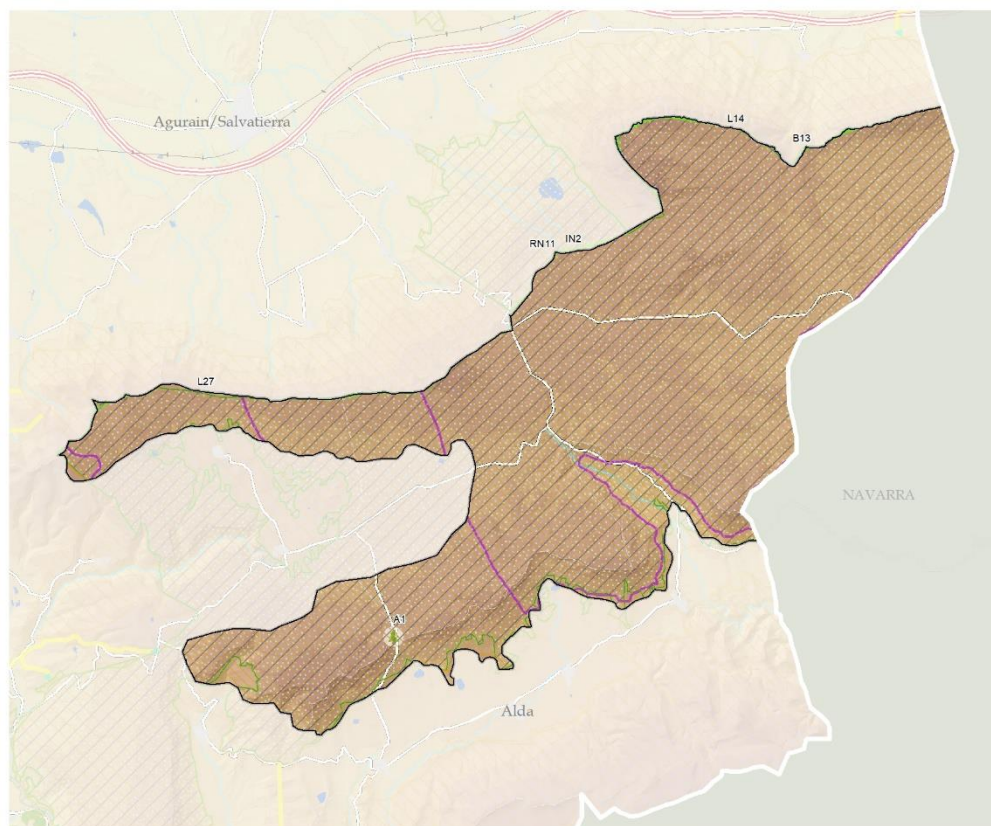 Agurain/Salvatierra
L14
B13
RN11
IN2
L27
NAVARRA
A1
Alda